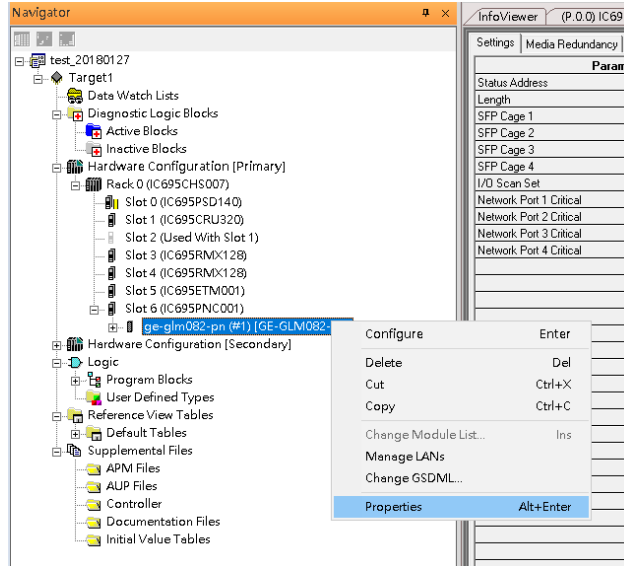 Navigator
InfoViewer
(P.0.0) IC69
Settings
Media Redundancy
test_20180127
Target1
Data Watch Lists
Diagnostic Logic Blocks
Active Blocks
Inactive Blocks
Hardware Configuration [Primary]
Rack 0 (IC695CHS007)
Slot 0 (IC695PSD140)
Slot 1 (IC695CRU320)
Slot 2 (Used With Slot 1)
Slot 3 (IC695RMX128)
Slot 4 (IC695RMX128)
Slot 5 (IC695ETM001)
Slot 6 (IC695PNC001)
ge-glm082-pn (#1) [GE-GLM082-
Hardware Configuration [Secondary]
Logic
Program Blocks
User Defined Types
Reference View Tables
Default Tables
Supplemental Files
APM Files
AUP Files
Controller
Documentation Files
Initial Value Tables
Configure Enter
Delete Del
Cut Ctrl+X
Copy Ctrl+C
Change Module List... Ins
Manage LANs
Change GSDML...
Properties Alt+Enter
Param
Status Address
Length
SFP Cage 1
SFP Cage 2
SFP Cage 3
SFP Cage 4
I/O Scan Set
Network Port 1 Critical
Network Port 2 Critical
Network Port 3 Critical
Network Port 4 Critical